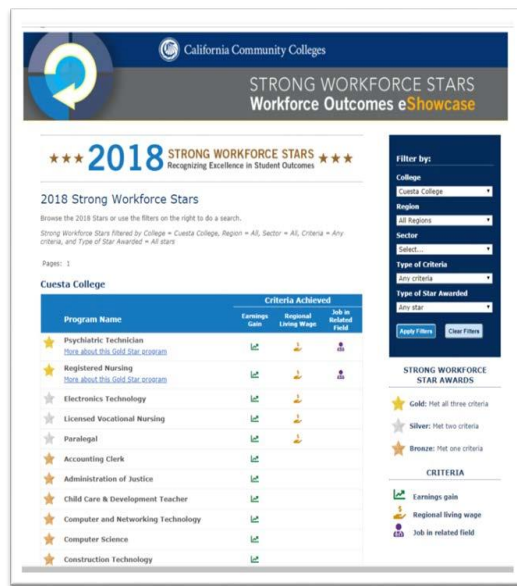 California Community Colleges
STRONG WORKFORCE STARS
Workforce Outcomes eShowcase
2018 STRONG WORKFORCE STARS
Recognizing Excellence in Student Outcomes
2018 Strong Workforce Stars
Browse the 2018 Stars or use the filters on the right to do a search.
Strong Workforce Stars filtered by College = Cuesta College, Region = All, Sector = All, Criteria = Any
criteria, and Type of Star Awarded = All stars
Pages: 1
Cuesta College
Criteria Achieved
Program Name
Earnings Gain
Regional Living Wage
Job in Related Field
Psychiatric Technician
More about this Gold Star program
Registered Nursing
More about this Gold Star program
Electronics Technology
Licensed Vocational Nursing
Paralegal
Accounting Clerk
Administration of Justice
Child Care & Development Teacher
Computer and Networking Technology
Computer Science
Construction Technology
Filter by:
College
Cuesta College
Region
All Regions
Sector
Select...
Type of Criteria
Any criteria
Type of Star Awarded
Any star
Apply Filters Clear Filters
STRONG WORKFORCE
STAR AWARDS
Gold: Met all three criteria
Silver: Met two criteria
Bronze: Met one criteria
CRITERIA
Earnings gain
Regional living wage
Job in related field